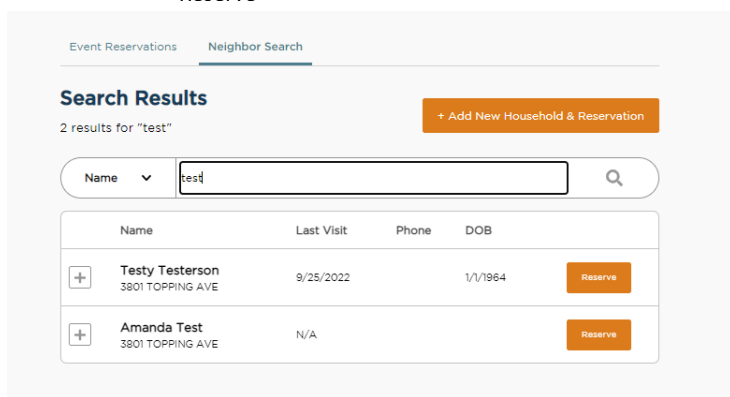 Reserve
Event Reservations Neighbor Search
Search Results
2 results for "test"
+ Add New Household & Reservation
Name test
Name Last Visit Phone DOB
Testy Testerson 9/25/2022 1/1/1964 Reserve
3801 TOPPING AVE
Amanda Test N/A Reserve
3801 TOPPING AVE